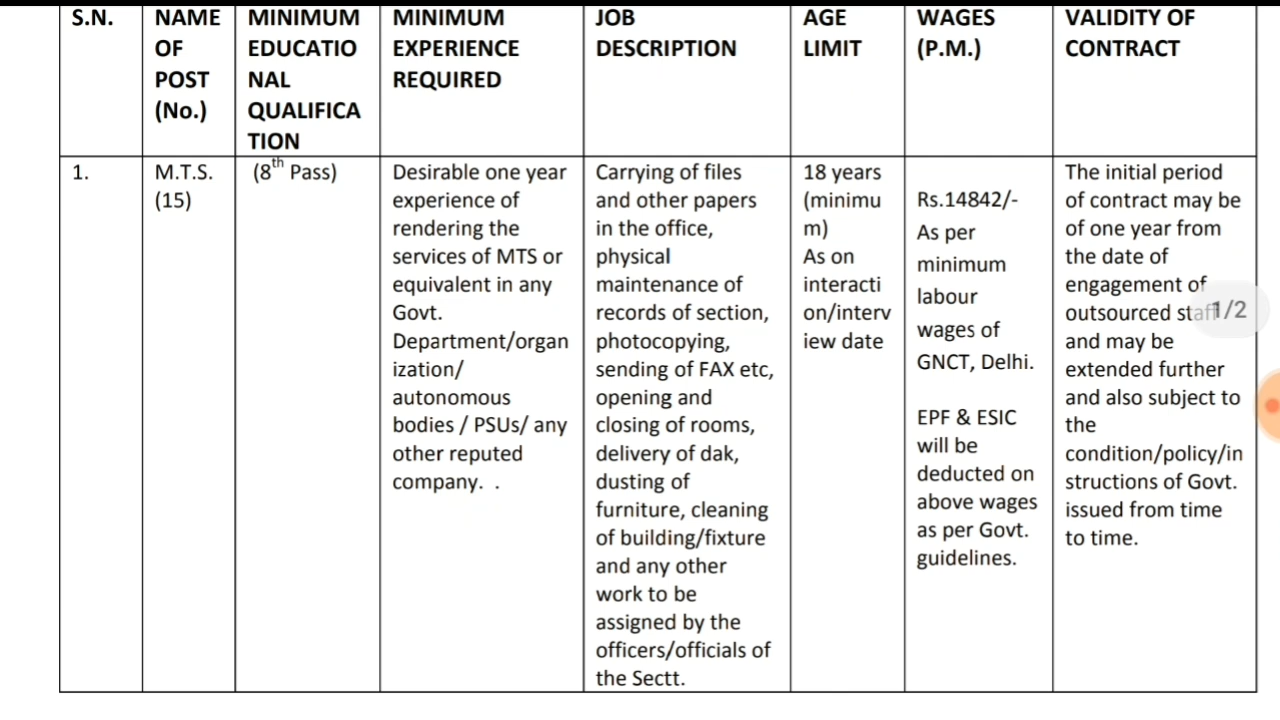 S.N.
NAME
OF
POST
(No.)
MINIMUM
EDUCATIO
NAL
QUALIFICA
TION
MINIMUM
EXPERIENCE
REQUIRED
JOB
DESCRIPTION
AGE
LIMIT
WAGES
(P.M.)
VALIDITY OF
CONTRACT
1.
M.T.S.
(15)
(8th Pass)
Desirable one year
experience of
rendering the
services of MTS or
equivalent in any
Govt.
Department/organ
ization/
autonomous
bodies / PSUs/ any
other reputed
company. .
Carrying of files
and other papers
in the office,
physical
maintenance of
records of section,
photocopying,
sending of FAX etc,
opening and
closing of rooms,
delivery of dak,
dusting of
furniture, cleaning
of building/fixture
and any other
work to be
assigned by the
officers/officials of
the Sectt.
18 years
(minimu
m)
As on
interacti
on/interv
iew date
Rs.14842/-
As per
minimum
labour
wages of
GNCT, Delhi.
EPF & ESIC
will be
deducted on
above wages
as per Govt.
guidelines.
The initial period
of contract may be
of one year from
the date of
engagement of
outsourced staff
and may be
extended further
and also subject to
the
condition/policy/in
structions of Govt.
issued from time
to time.
1/2